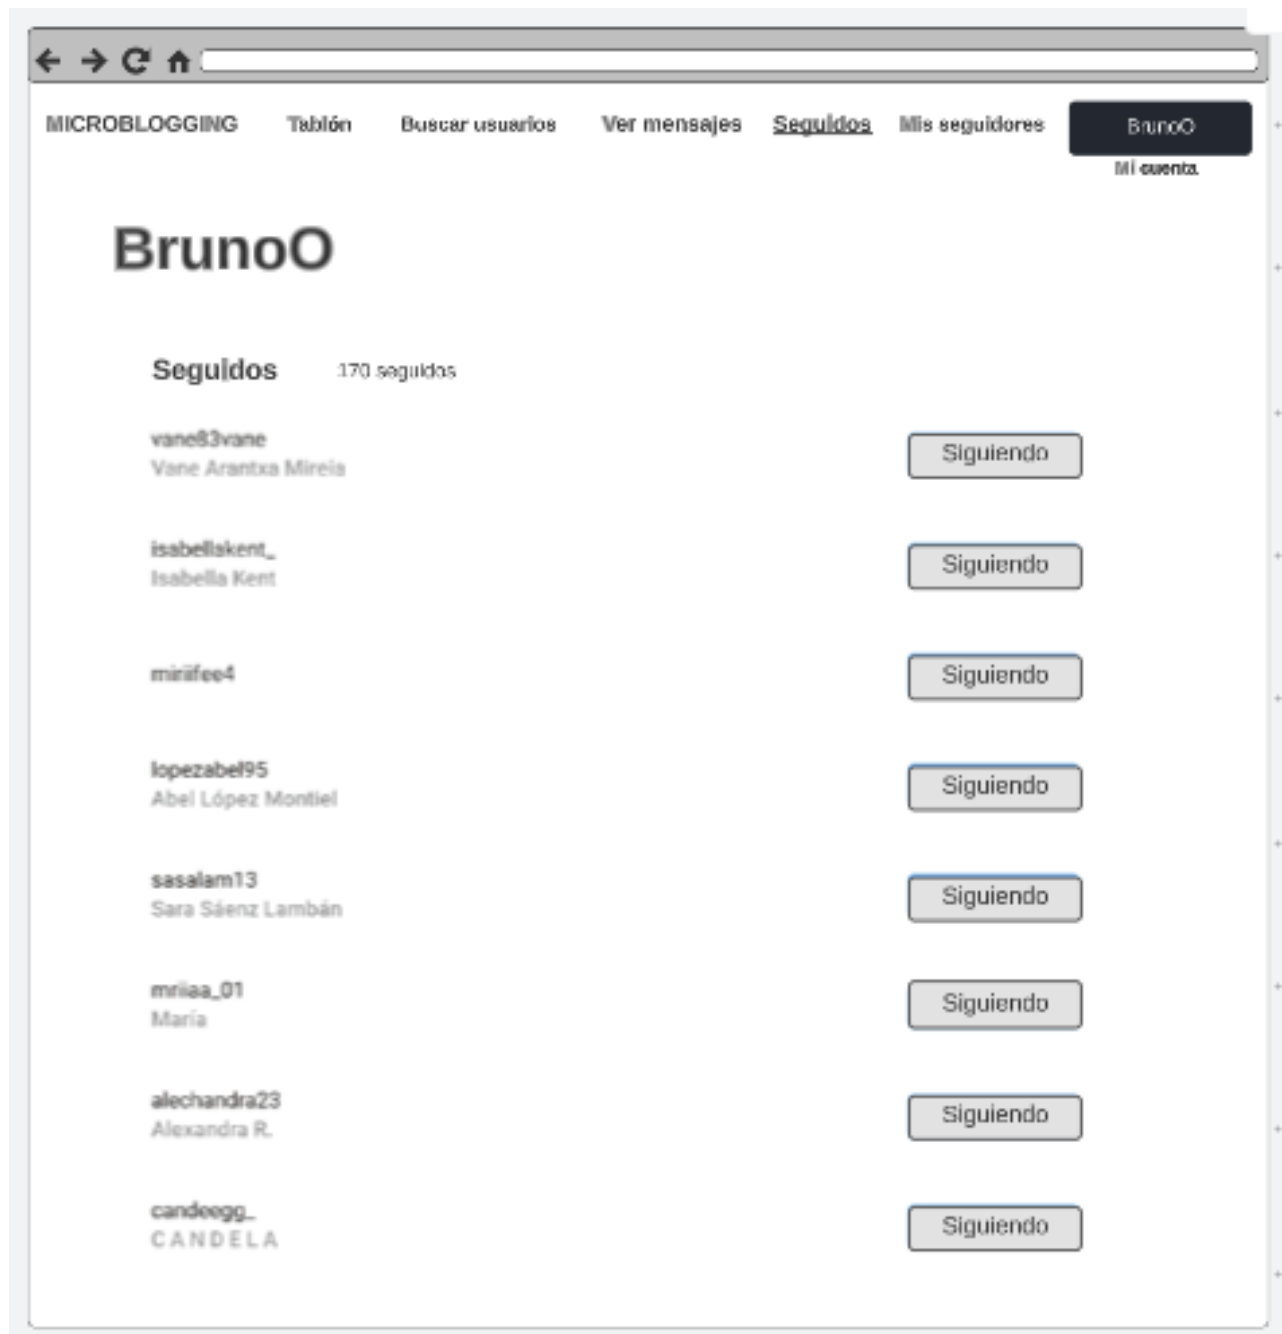 MICROBLOGGING Tablón Buscar usuarios Ver mensajes Seguidos Mis seguidores BrunoO
Mi cuenta
BrunoO
Seguidos 170 seguidos
vane83vane Siguiendo
Vane Arantxa Mireia
isabellakent_ Siguiendo
Isabella Kent
miriifee4 Siguiendo
lopezabel95 Siguiendo
Abel López Montiel
sasalam13 Siguiendo
Sara Sáenz Lambán
mriiaa_01 Siguiendo
María
alechandra23 Siguiendo
Alexandra R.
candeegg_ Siguiendo
C A N D E L A